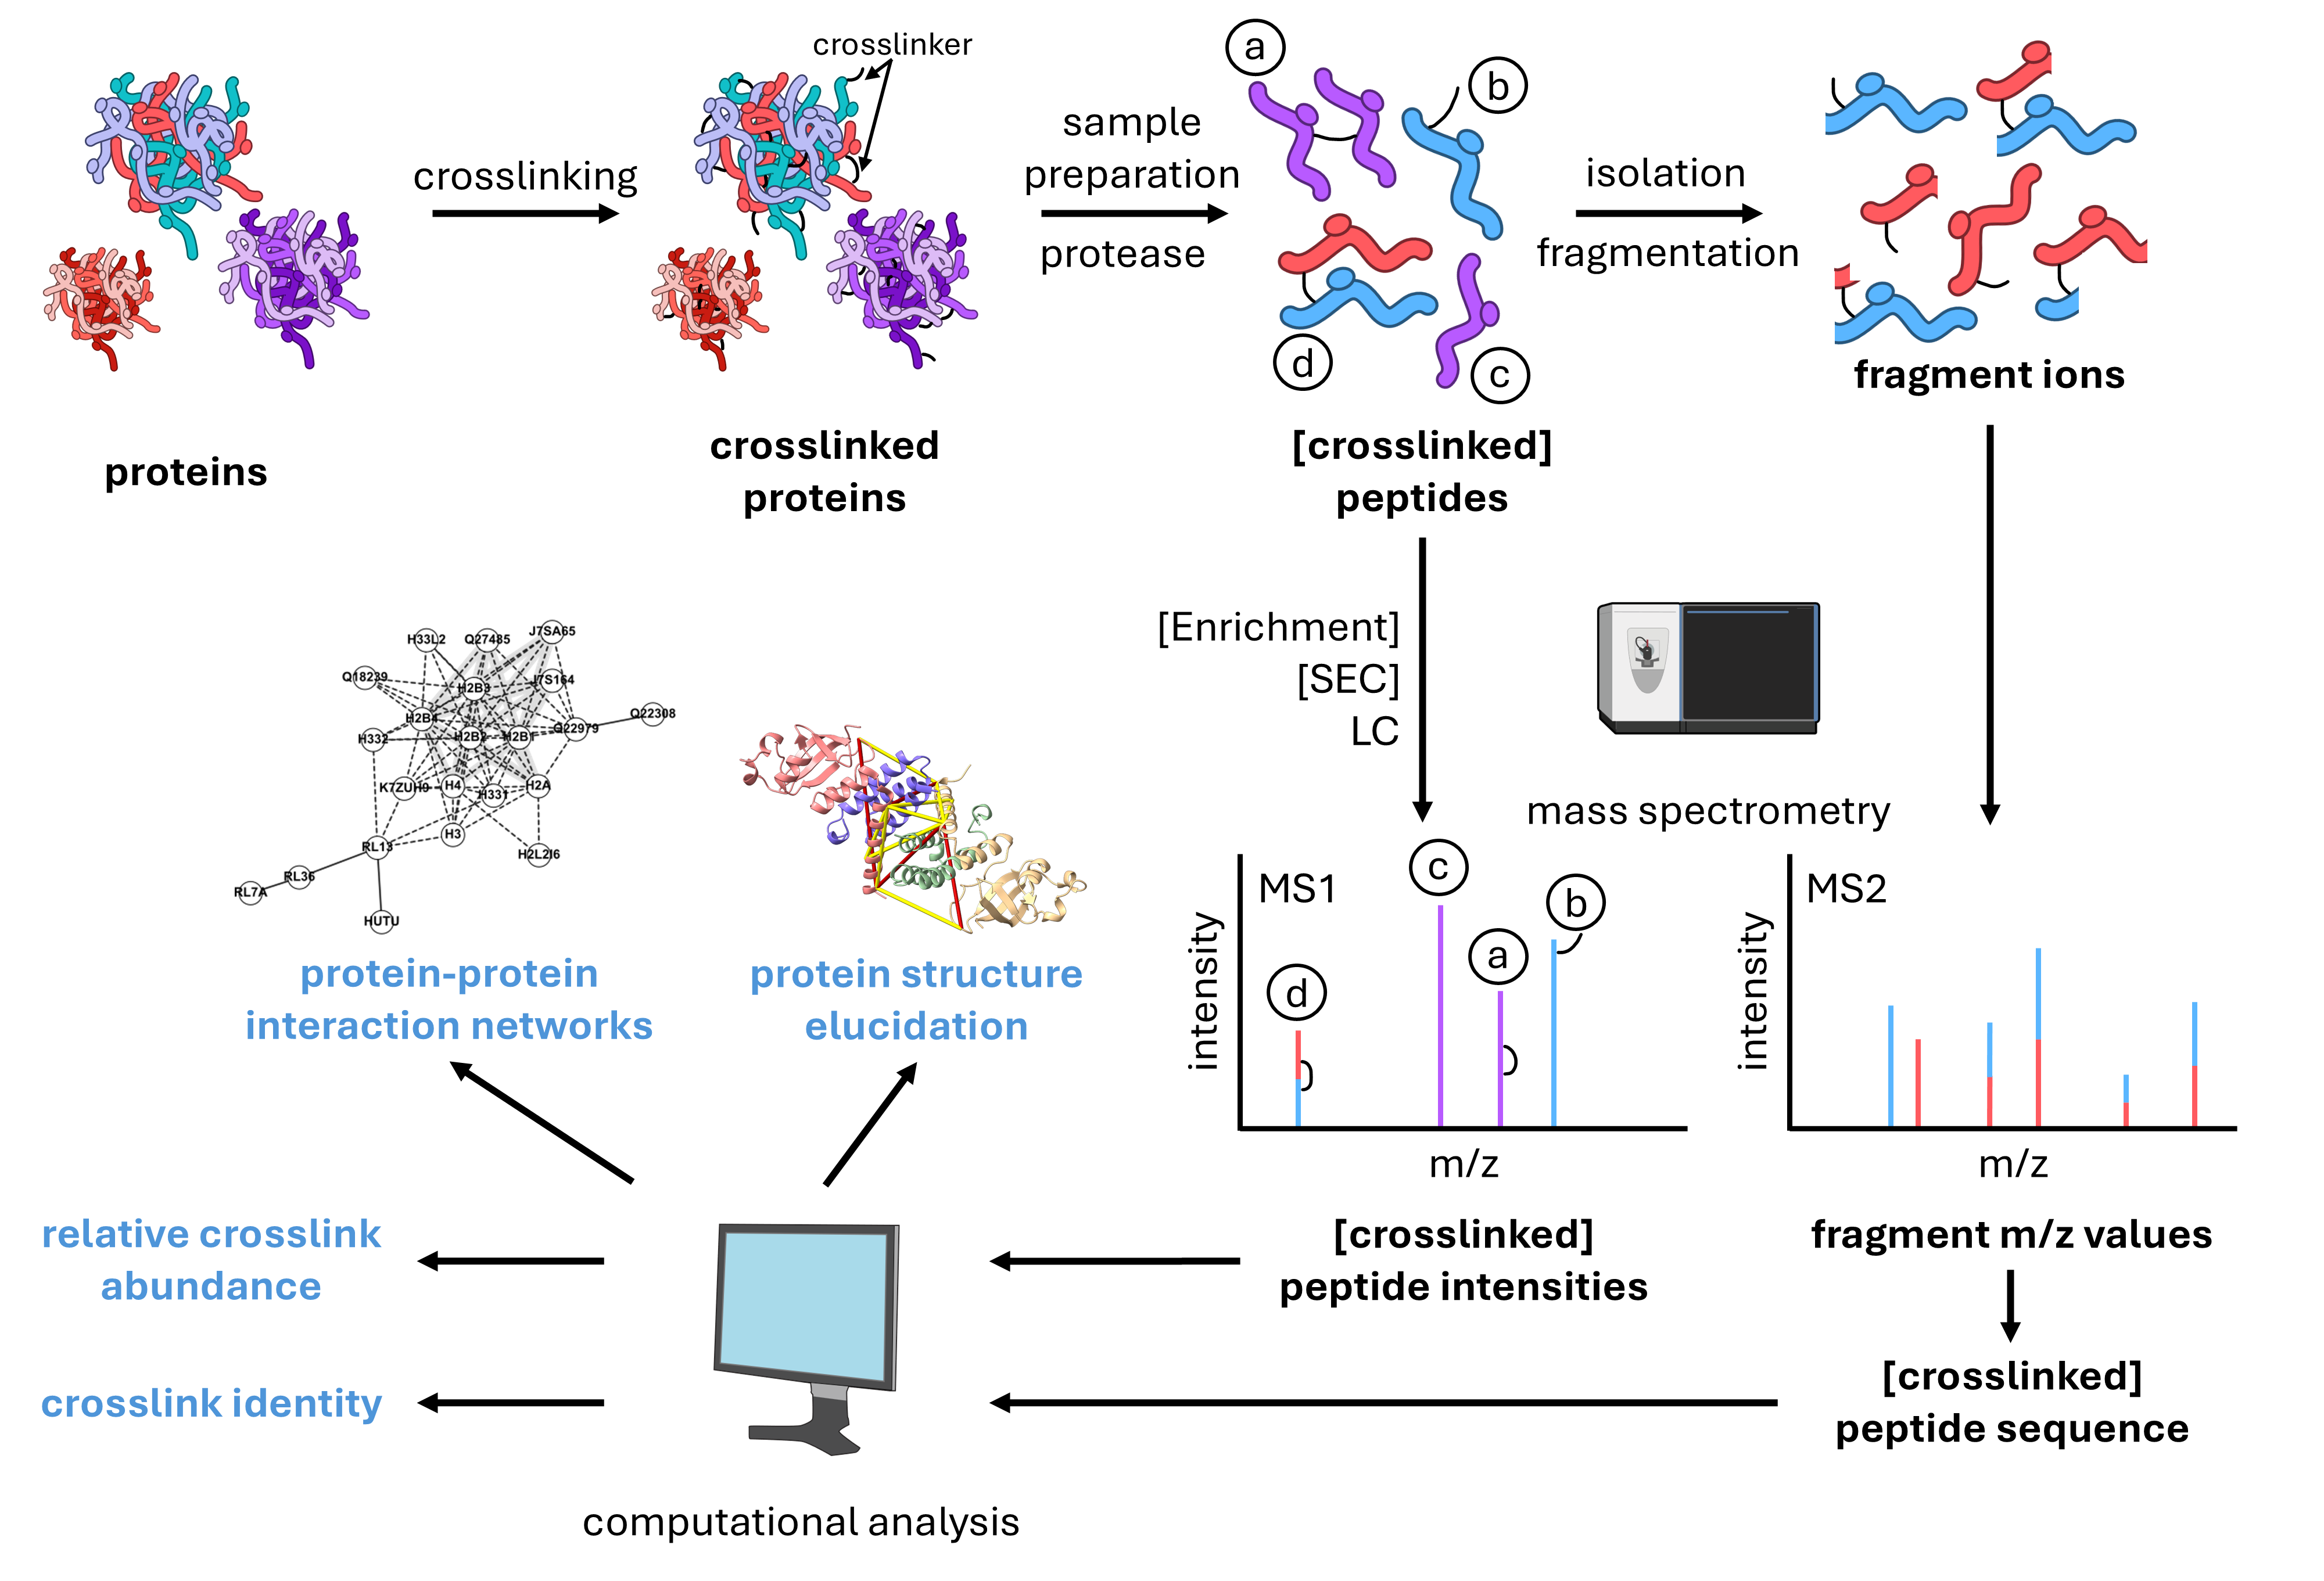 crosslinker
crosslinking
sample
preparation
protease
a
b
c
d
isolation
fragmentation
fragment ions
proteins
crosslinked
proteins
[crosslinked]
peptides
[Enrichment]
[SEC]
LC
mass spectrometry
H33L2
Q27485
J7SA65
Q18239
H2B3
J7S164
H2B4
Q22308
H332
H2B2
H2B1
Q22979
K7ZUH9
H4
H331
H2A
RL13
H3
H2L2I6
RL36
RL7A
HUTU
protein-protein
interaction networks
protein structure
elucidation
MS1
intensity
d
c
a
b
m/z
MS2
intensity
m/z
relative crosslink
abundance
crosslink identity
[crosslinked]
peptide intensities
fragment m/z values
[crosslinked]
peptide sequence
computational analysis